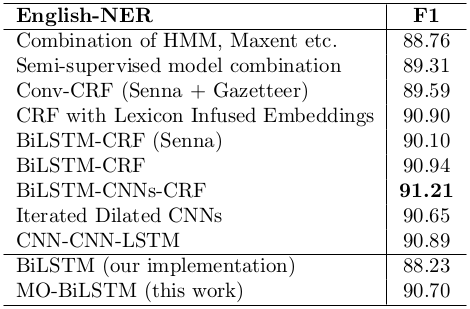 English-NER F1
Combination of HMM, Maxent etc. 88.76
Semi-supervised model combination 89.31
Conv-CRF (Senna + Gazetteer) 89.59
CRF with Lexicon Infused Embeddings 90.90
BiLSTM-CRF (Senna) 90.10
BiLSTM-CRF 90.94
BiLSTM-CNNs-CRF 91.21
Iterated Dilated CNNs 90.65
CNN-CNN-LSTM 90.89
BiLSTM (our implementation) 88.23
MO-BiLSTM (this work) 90.70